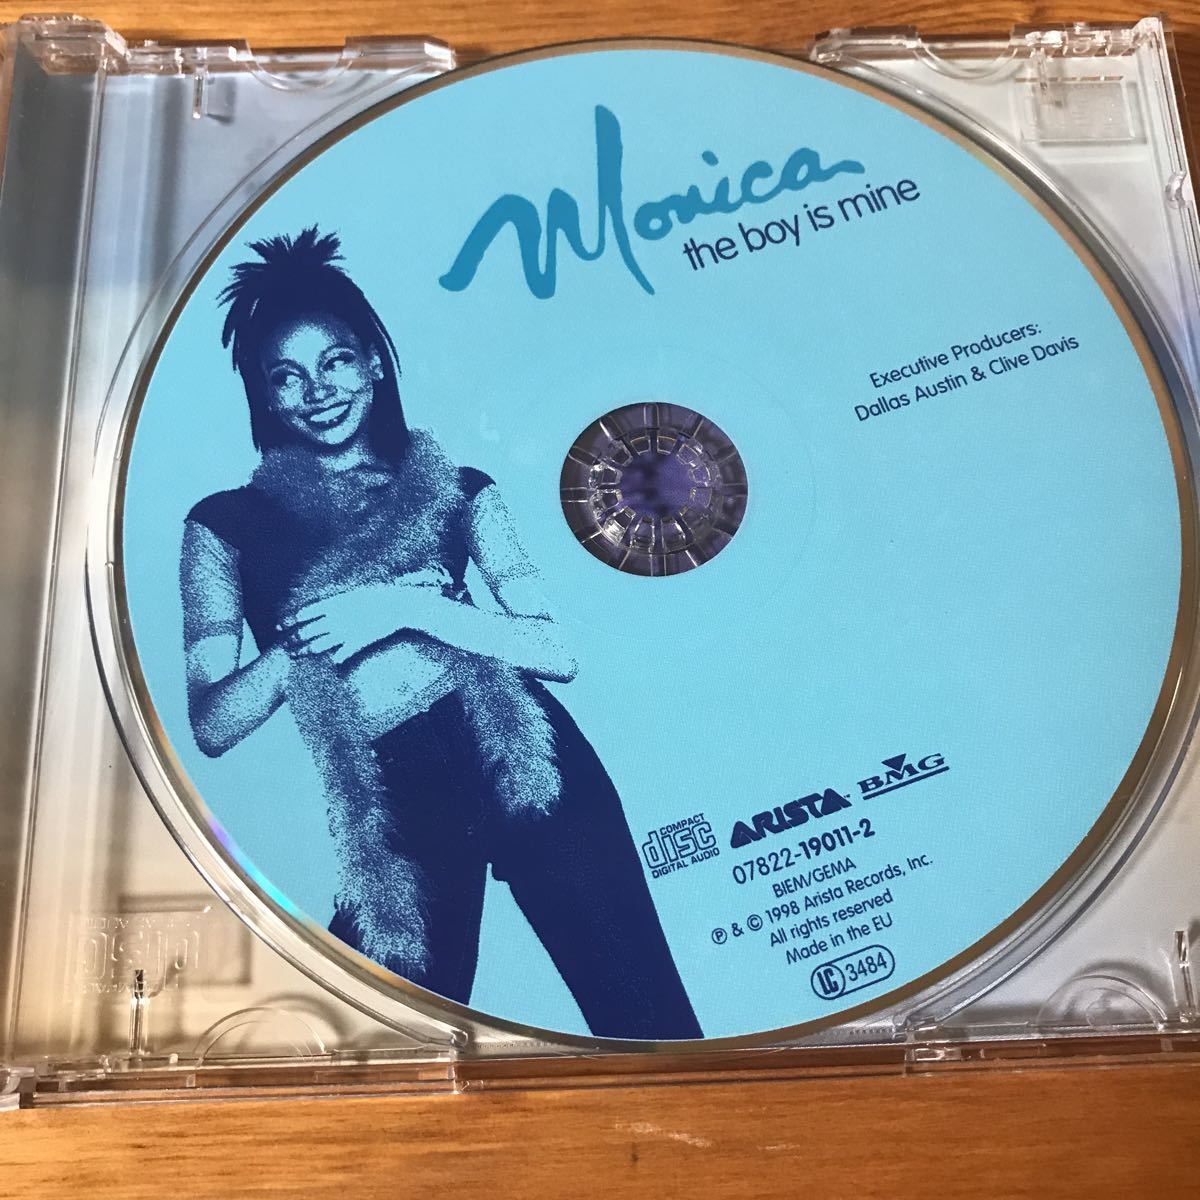 Monica
the boy is mine
Executive Producers:
Dallas Austin & Clive Davis
COMPACT
disc
DIGITAL AUDIO
ARISTA
BMG
07822-19011-2
BIEM/GEMA
℗ & © 1998 Arista Records, Inc.
All rights reserved
Made in the EU
LC 3484